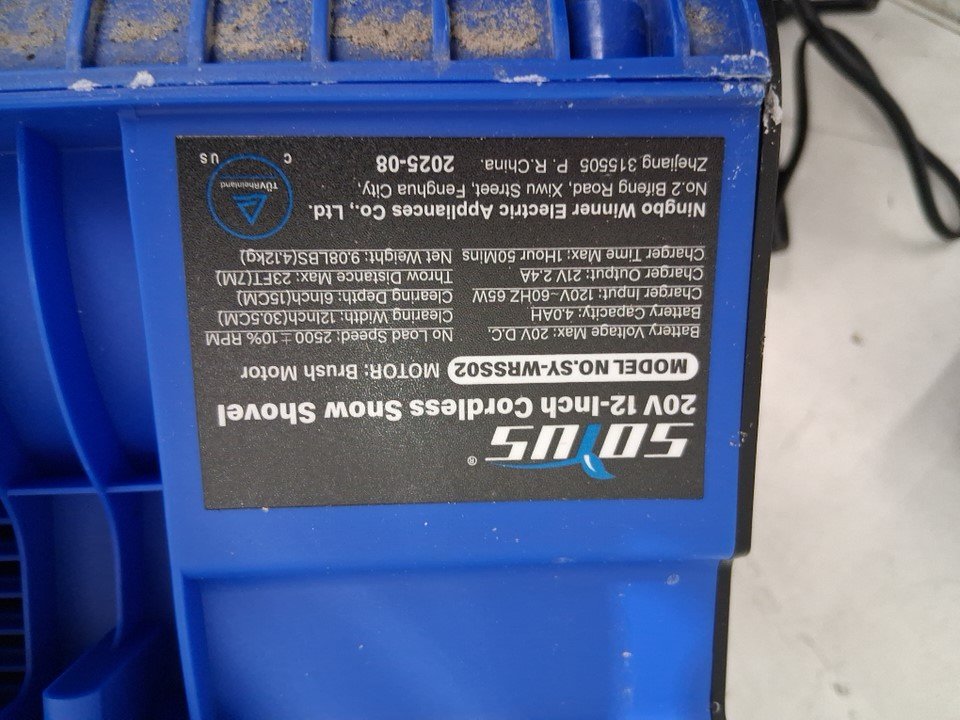 SOYUS®
20V 12-Inch Cordless Snow Shovel
MODEL NO.SY-WRSS02
MOTOR: Brush Motor
Battery Voltage Max: 20V D.C
Battery Capacity: 4.0AH
Charger Input: 120V~60HZ 65W
Charger Output: 21V 2.4A
Charger Time Max: 1Hour 50Mins
No Load Speed: 2500 ± 10% RPM
Clearing Width: 12inch(30.5CM)
Clearing Depth: 6inch(15CM)
Throw Distance Max: 23FT(7M)
Net Weight: 9.08LBS(4.12kg)
Ningbo Winner Electric Appliances Co., Ltd.
No.2 Bifeng Road, Xiwu Street, Fenghua City,
Zhejiang 315505 P. R.China.
2025-08
TÜVRheinland
C US